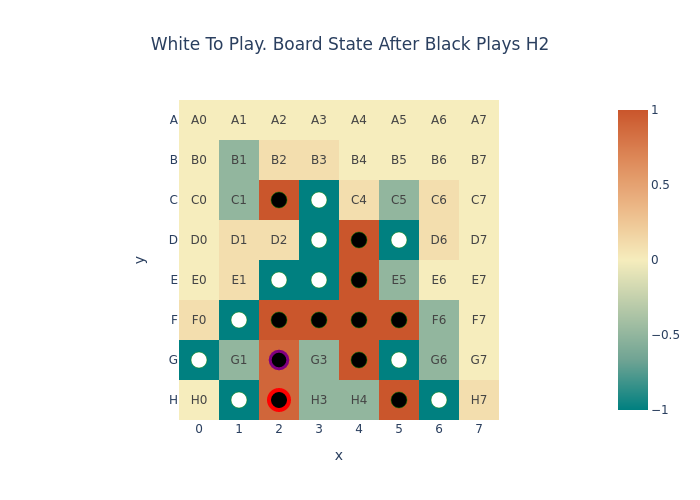 White To Play. Board State After Black Plays H2
A A0 A1 A2 A3 A4 A5 A6 A7
B B0 B1 B2 B3 B4 B5 B6 B7
C C0 C1 C4 C5 C6 C7
D D0 D1 D2 D6 D7
E E0 E1 E5 E6 E7
F F0 F6 F7
G G1 G3 G6 G7
H H0 H3 H4 H7
0 1 2 3 4 5 6 7
x
y
1
0.5
0
−0.5
−1